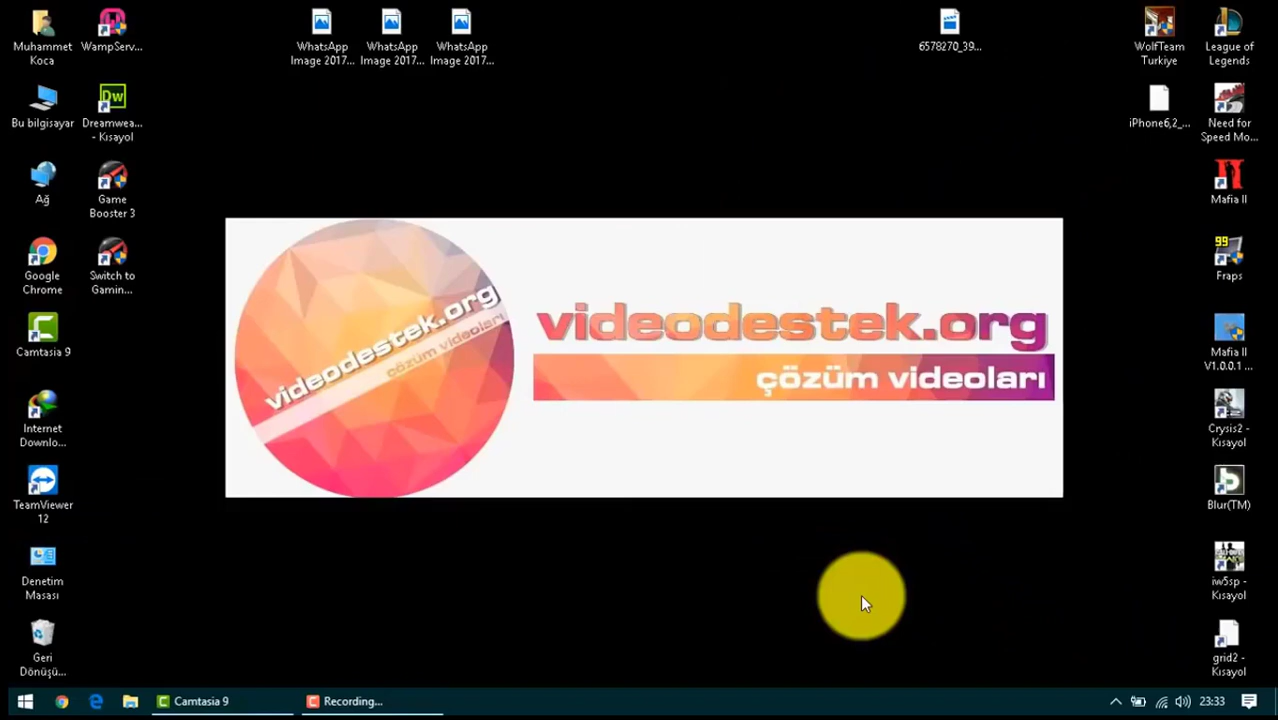 Muhammet
Koca
WampServ...
WhatsApp
Image 2017...
WhatsApp
Image 2017...
WhatsApp
Image 2017...
6578270_39...
WolfTeam
Turkiye
League of
Legends
Bu bilgisayar
Dw
Dreamwea...
- Kısayol
iPhone6,2_...
Need for
Speed Mo...
Ağ
Game
Booster 3
Mafia II
Google
Chrome
Switch to
Gamin...
99
Fraps
videodestek.org
çözüm videoları
videodestek.org
çözüm videoları
Camtasia 9
Mafia II
V1.0.0.1 ...
Internet
Downlo...
Crysis2 -
Kısayol
TeamViewer
12
Blur(TM)
Denetim
Masası
iw5sp -
Kısayol
Geri
Dönüşü...
grid2 -
Kısayol
Camtasia 9
Recording...
23:33